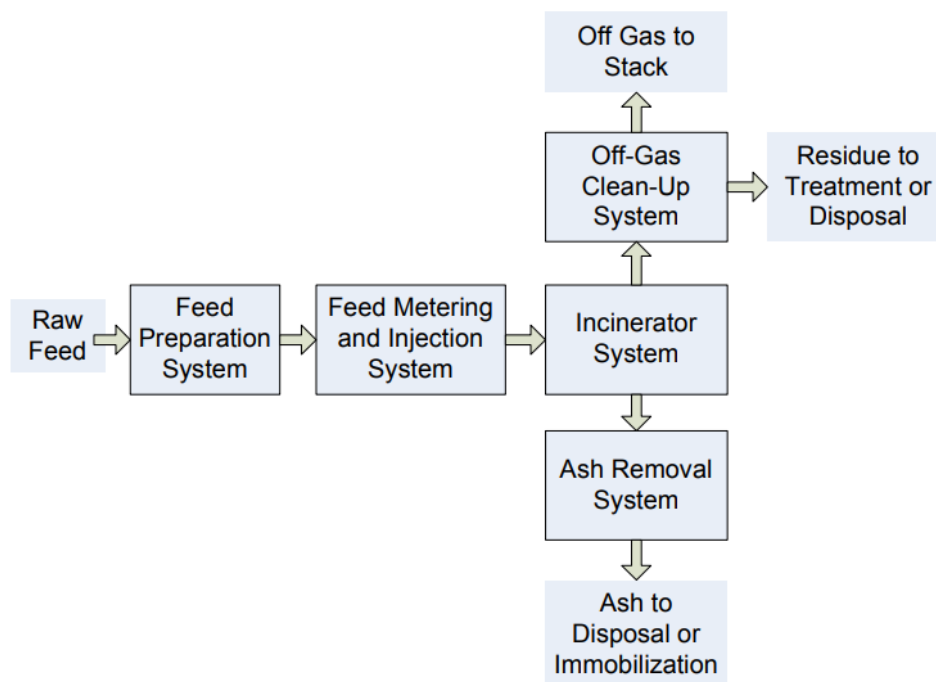 Off Gas to
Stack
Off-Gas
Clean-Up
System
Residue to
Treatment or
Disposal
Raw
Feed
Feed
Preparation
System
Feed Metering
and Injection
System
Incinerator
System
Ash Removal
System
Ash to
Disposal or
Immobilization